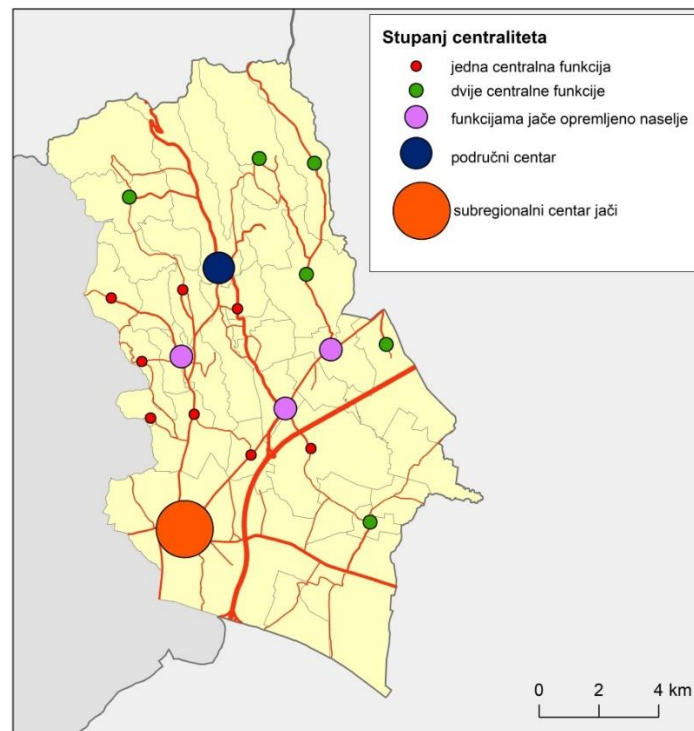 Stupanj centraliteta
jedna centralna funkcija
dvije centralne funkcije
funkcijama jače opremljeno naselje
područni centar
subregionalni centar jači
0 2 4 km